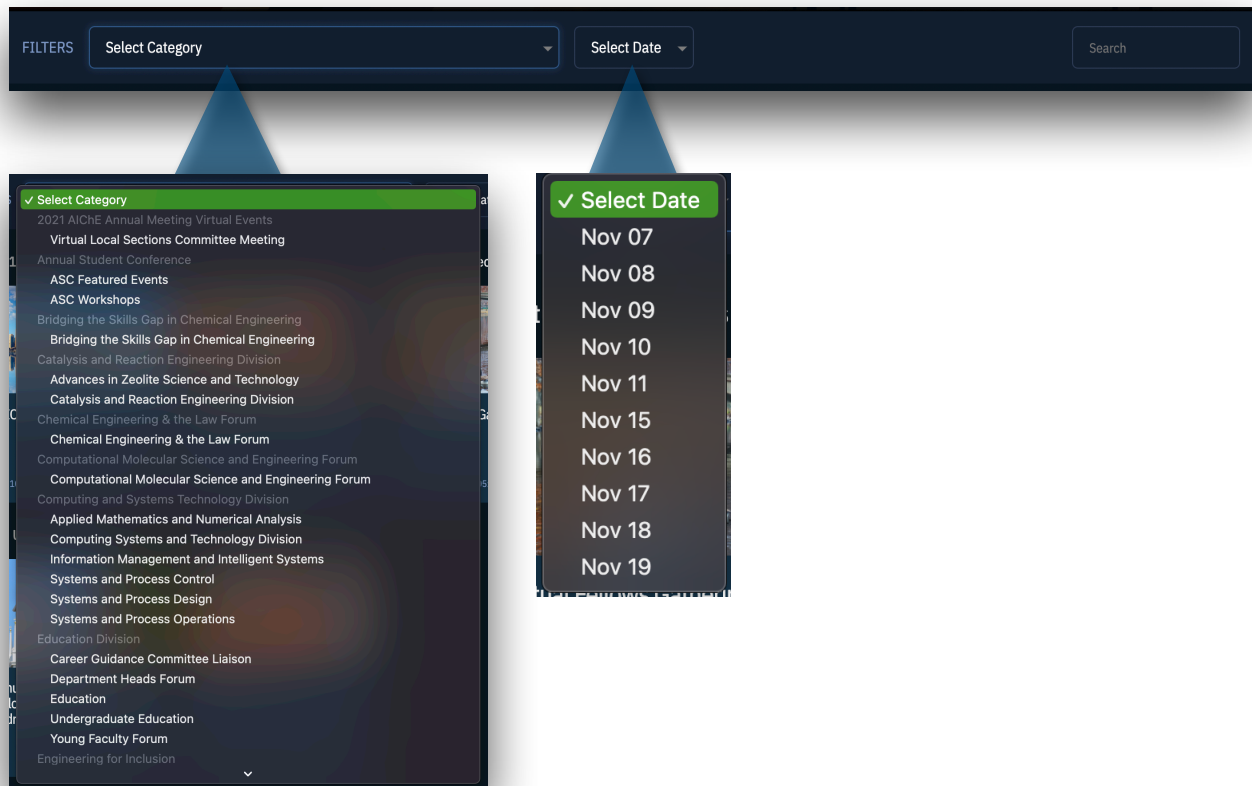 FILTERS
Select Category
Select Date
Search
✓ Select Category
2021 AIChE Annual Meeting Virtual Events
Virtual Local Sections Committee Meeting
Annual Student Conference
ASC Featured Events
ASC Workshops
Bridging the Skills Gap in Chemical Engineering
Bridging the Skills Gap in Chemical Engineering
Catalysis and Reaction Engineering Division
Advances in Zeolite Science and Technology
Catalysis and Reaction Engineering Division
Chemical Engineering & the Law Forum
Chemical Engineering & the Law Forum
Computational Molecular Science and Engineering Forum
Computational Molecular Science and Engineering Forum
Computing and Systems Technology Division
Applied Mathematics and Numerical Analysis
Computing Systems and Technology Division
Information Management and Intelligent Systems
Systems and Process Control
Systems and Process Design
Systems and Process Operations
Education Division
Career Guidance Committee Liaison
Department Heads Forum
Education
Undergraduate Education
Young Faculty Forum
Engineering for Inclusion
✓ Select Date
Nov 07
Nov 08
Nov 09
Nov 10
Nov 11
Nov 15
Nov 16
Nov 17
Nov 18
Nov 19